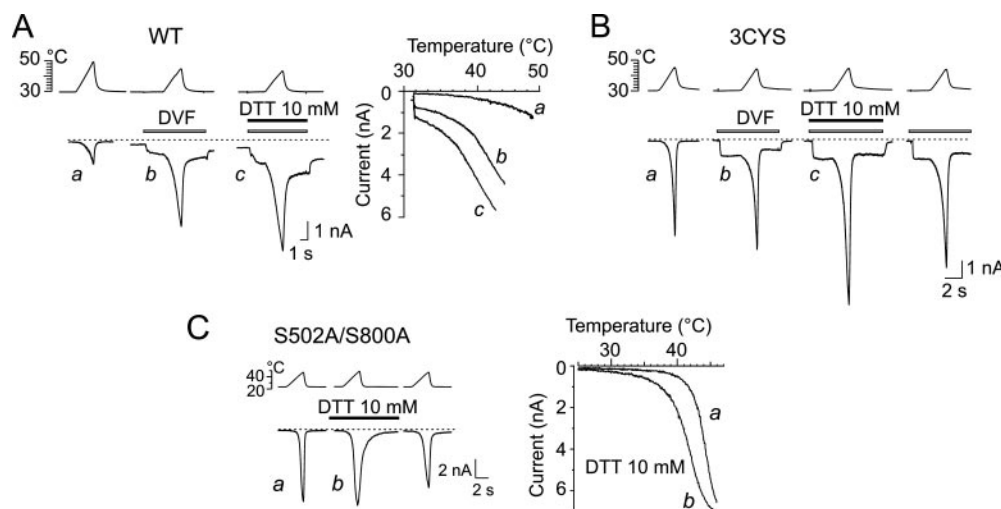 A
WT
°C
50
30
DVF
DTT 10 mM
a
b
c
1 nA
1 s
Temperature (°C)
30 40 50
0
2
4
6
Current (nA)
a
b
c
B
3CYS
50
°C
30
DTT 10 mM
DVF
a
b
c
1 nA
2 s
C
S502A/S800A
°C
40
20
DTT 10 mM
a
b
2 nA
2 s
Temperature (°C)
30 40
0
2
4
6
Current (nA)
a
DTT 10 mM
b